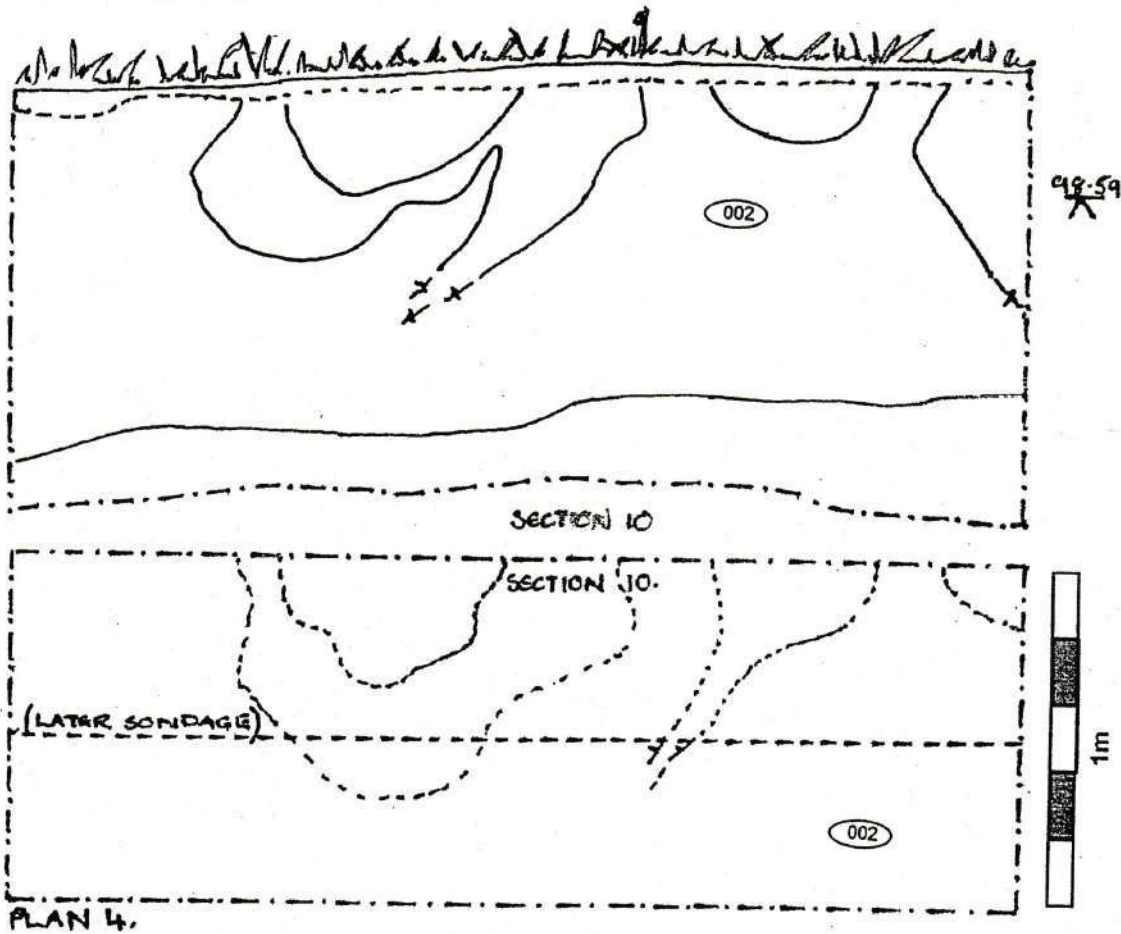 98.59
002
SECTION 10
SECTION 10.
(LATER SONDAGE)
1m
002
PLAN 4.